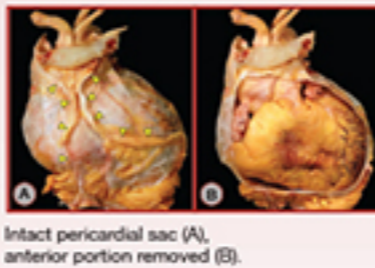 A
B
Intact pericardial sac (A),
anterior portion removed (B).